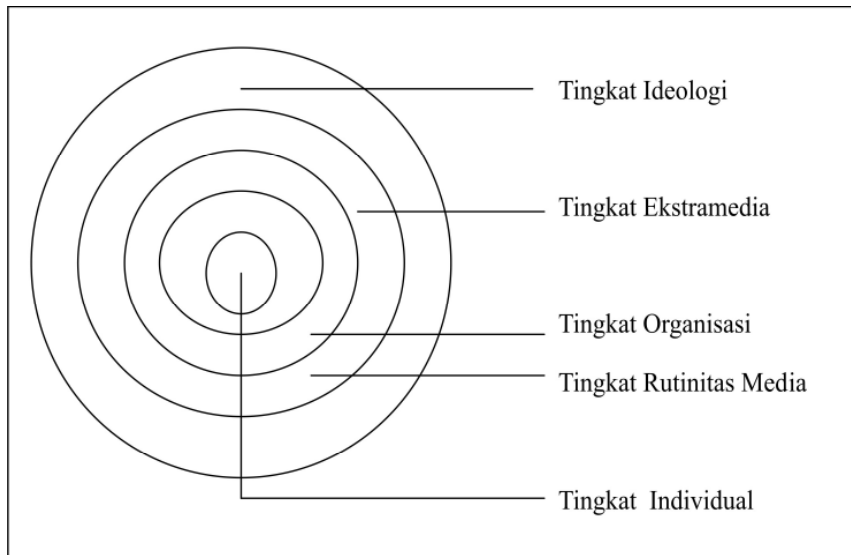 Tingkat Ideologi
Tingkat Ekstramedia
Tingkat Organisasi
Tingkat Rutinitas Media
Tingkat Individual